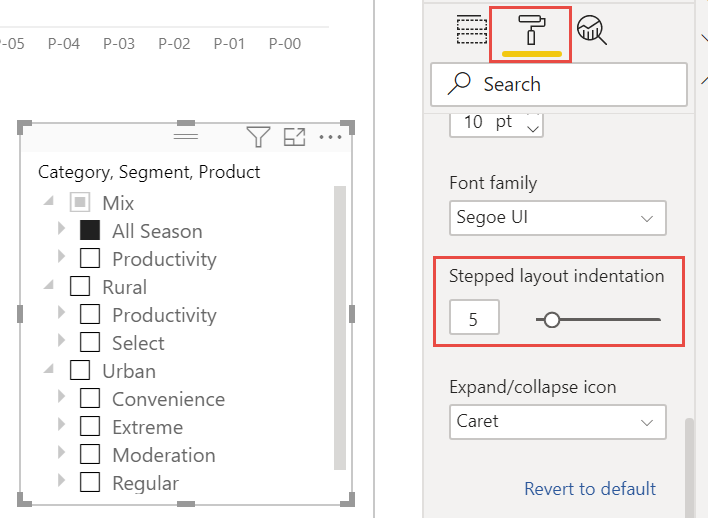 -05 P-04 P-03 P-02 P-01 P-00
Category, Segment, Product
Mix
All Season
Productivity
Rural
Productivity
Select
Urban
Convenience
Extreme
Moderation
Regular
Search
10 pt
Font family
Segoe UI
Stepped layout indentation
5
Expand/collapse icon
Caret
Revert to default